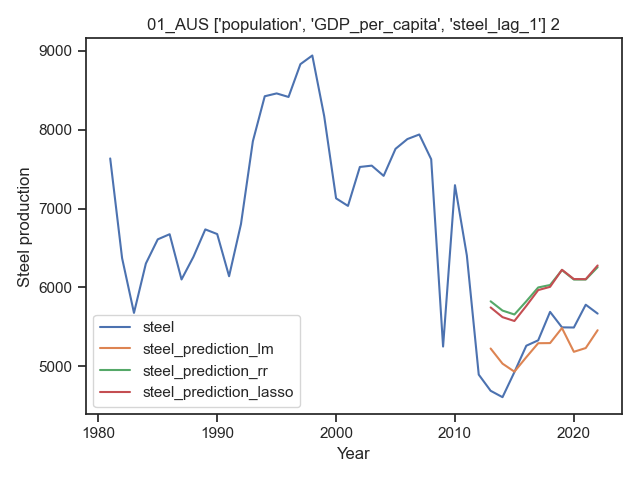 01_AUS ['population', 'GDP_per_capita', 'steel_lag_1'] 2
9000
8000
7000
6000
5000
Steel production
steel
steel_prediction_lm
steel_prediction_rr
steel_prediction_lasso
1980
1990
2000
2010
2020
Year